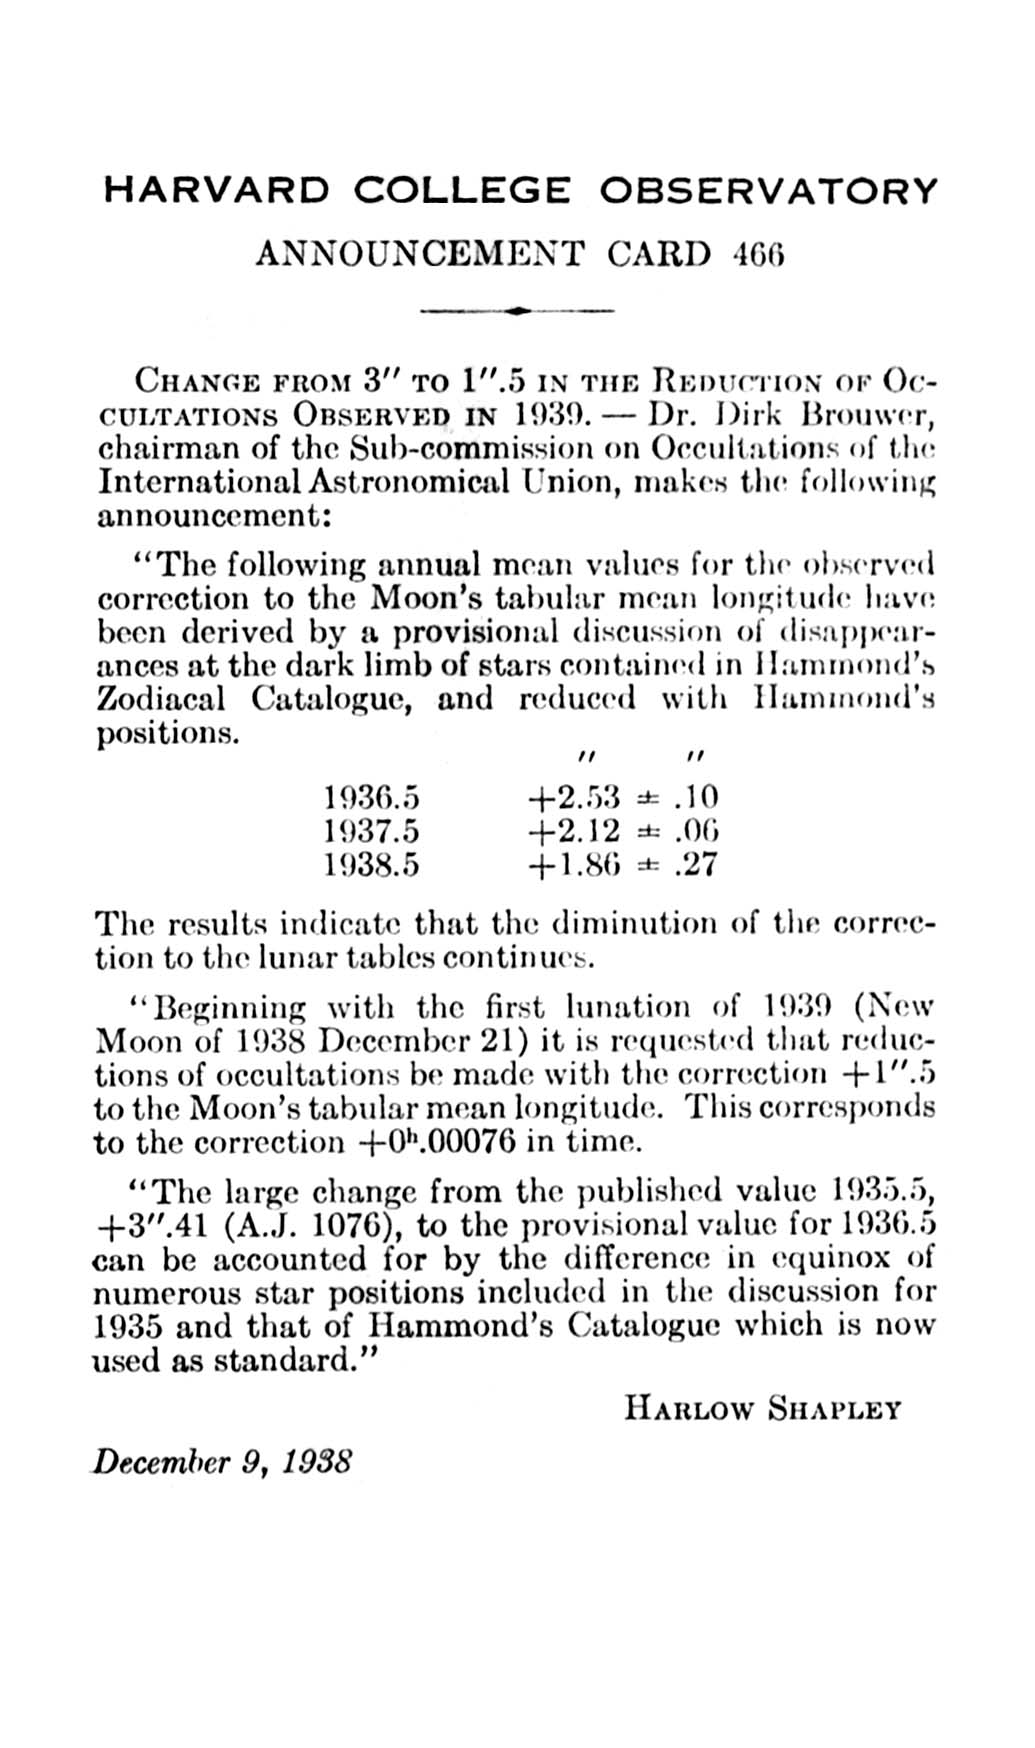 HARVARD COLLEGE OBSERVATORY
ANNOUNCEMENT CARD 466
CHANGE FROM 3″ TO 1″.5 IN THE REDUCTION OF OC-
CULTATIONS OBSERVED IN 1939. — Dr. Dirk Brouwer,
chairman of the Sub-commission on Occultations of the
International Astronomical Union, makes the following
announcement:
“The following annual mean values for the observed
correction to the Moon's tabular mean longitude have
been derived by a provisional discussion of disappear-
ances at the dark limb of stars contained in Hammond's
Zodiacal Catalogue, and reduced with Hammond's
positions.
″ ″
1936.5 +2.53 ± .10
1937.5 +2.12 ± .06
1938.5 +1.86 ± .27
The results indicate that the diminution of the correc-
tion to the lunar tables continues.
“Beginning with the first lunation of 1939 (New
Moon of 1938 December 21) it is requested that reduc-
tions of occultations be made with the correction +1″.5
to the Moon's tabular mean longitude. This corresponds
to the correction +0ʰ.00076 in time.
“The large change from the published value 1935.5,
+3″.41 (A.J. 1076), to the provisional value for 1936.5
can be accounted for by the difference in equinox of
numerous star positions included in the discussion for
1935 and that of Hammond's Catalogue which is now
used as standard.”
HARLOW SHAPLEY
December 9, 1938